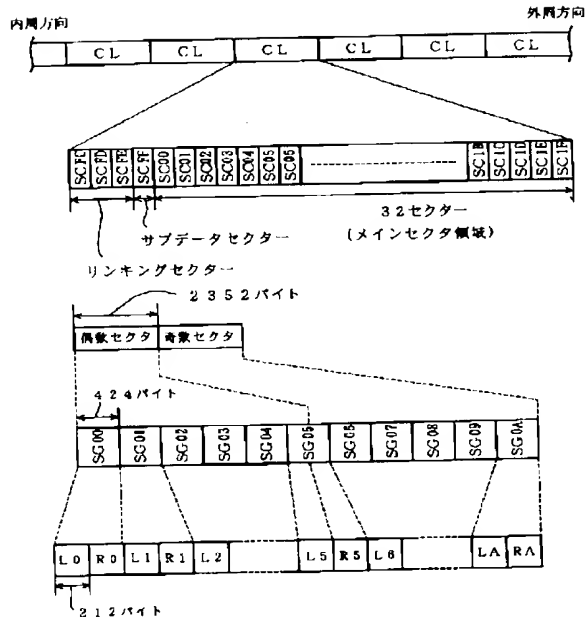 内周方向
外周方向
CL CL CL CL CL CL
SCFC SCFD SCFE SCFF SC00 SC01 SC02 SC03 SC04 SC05 SC06 SC1B SC1C SC1D SC1E SC1F
32セクター
サブデータセクター
(メインセクタ領域)
リンキングセクター
2352バイト
偶数セクタ 奇数セクタ
424バイト
SG00 SG01 SG02 SG03 SG04 SG05 SG06 SG07 SG08 SG09 SG0A
L0 R0 L1 R1 L2 L5 R5 L6 LA RA
212バイト